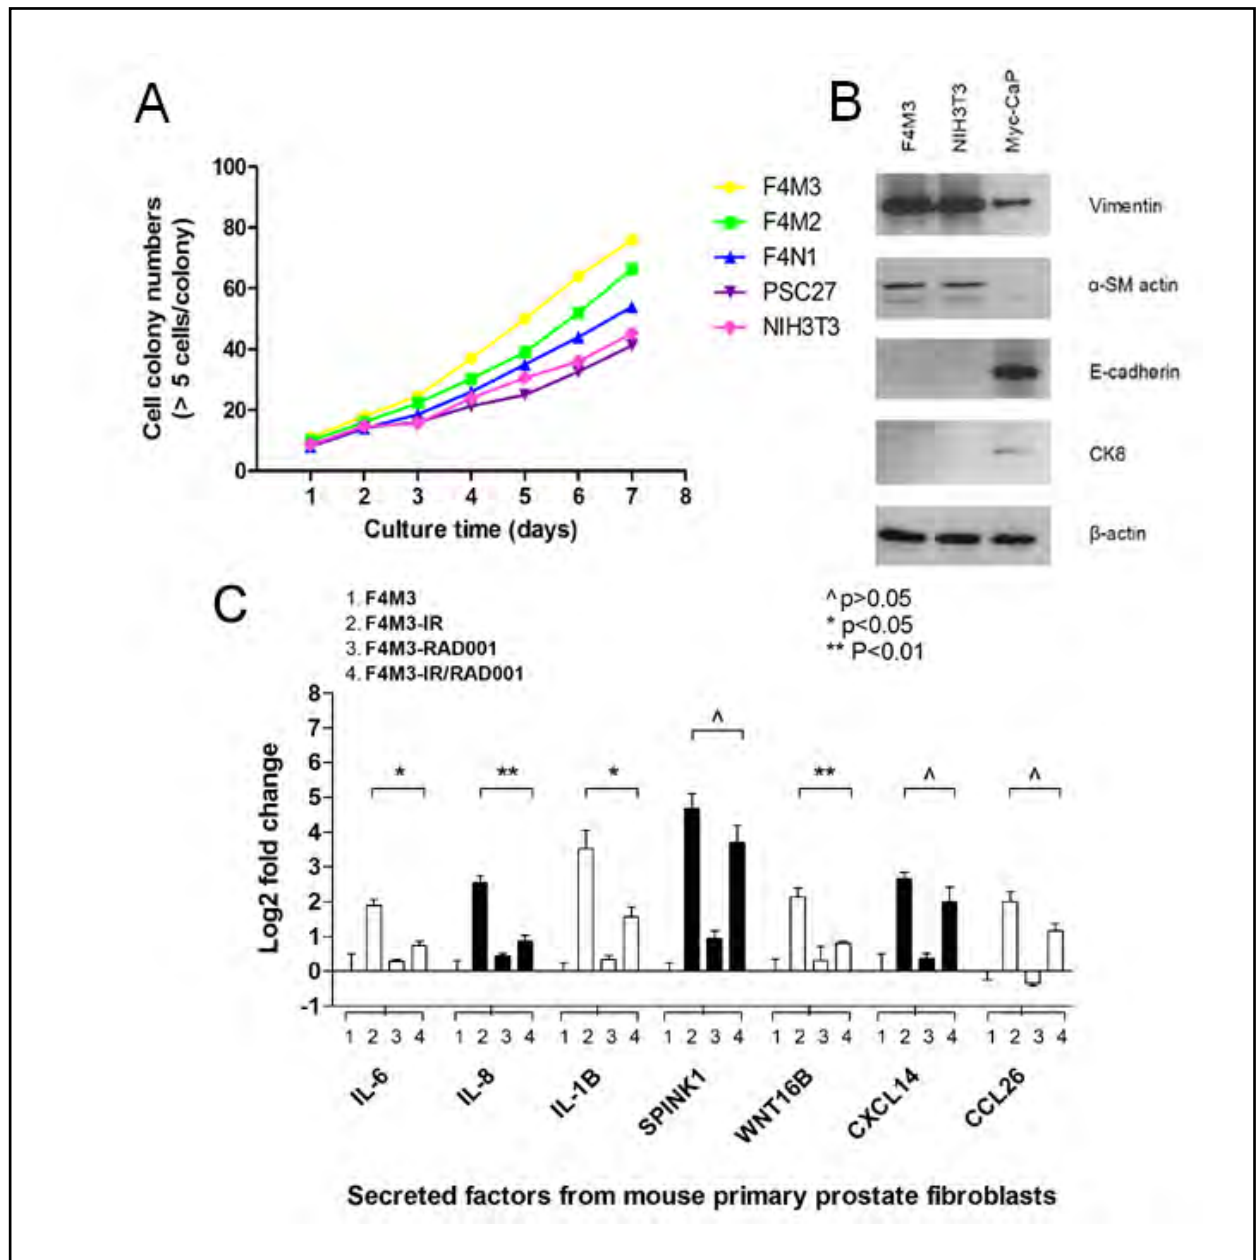 A
100
80
60
40
20
0
1 2 3 4 5 6 7 8
Cell colony numbers
(> 5 cells/colony)
Culture time (days)
F4M3
F4M2
F4N1
PSC27
NIH3T3
B
F4M3
NIH3T3
Myc-CaP
Vimentin
α-SM actin
E-cadherin
CK8
β-actin
C
1. F4M3
2. F4M3-IR
3. F4M3-RAD001
4. F4M3-IR/RAD001
^ p>0.05
* p<0.05
** P<0.01
Log2 fold change
8
7
6
5
4
3
2
1
0
-1
* ** * ^ ** ^ ^
1 2 3 4 1 2 3 4 1 2 3 4 1 2 3 4 1 2 3 4 1 2 3 4 1 2 3 4
IL-6
IL-8
IL-1B
SPINK1
WNT16B
CXCL14
CCL26
Secreted factors from mouse primary prostate fibroblasts